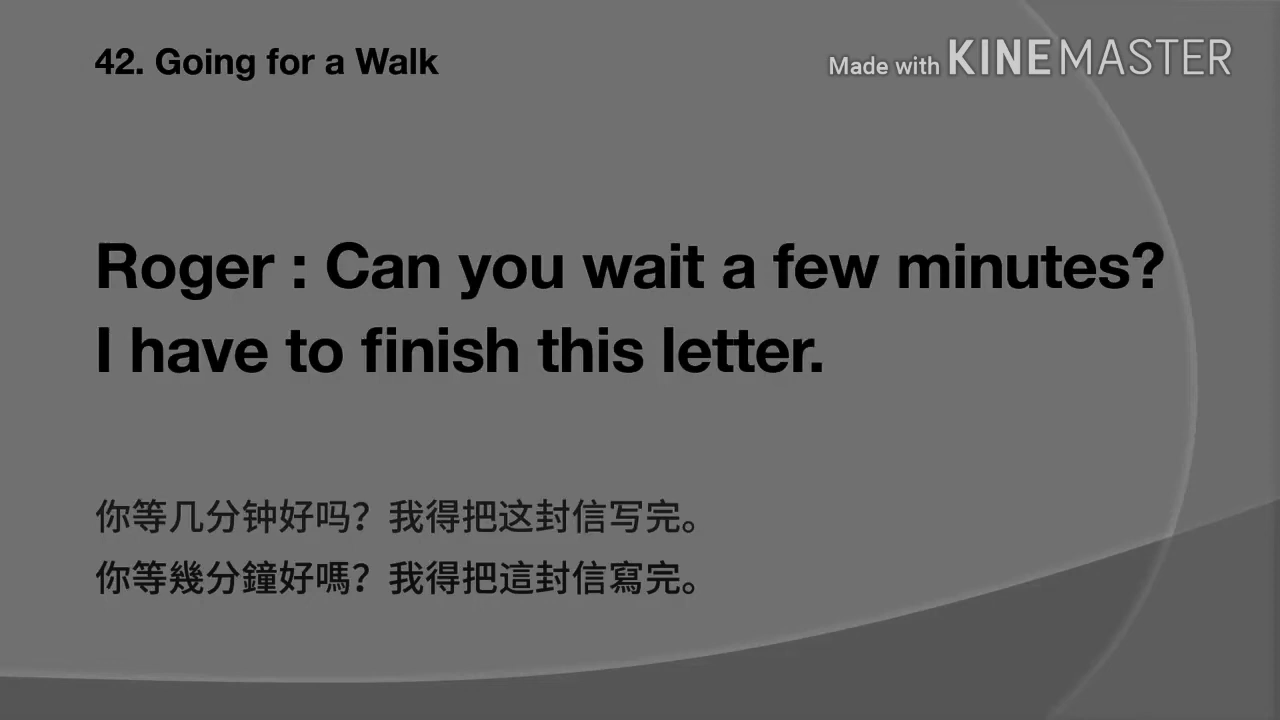 42. Going for a Walk
Made with KINEMASTER
Roger : Can you wait a few minutes?
I have to finish this letter.
你等几分钟好吗？我得把这封信写完。
你等幾分鐘好嗎？我得把這封信寫完。